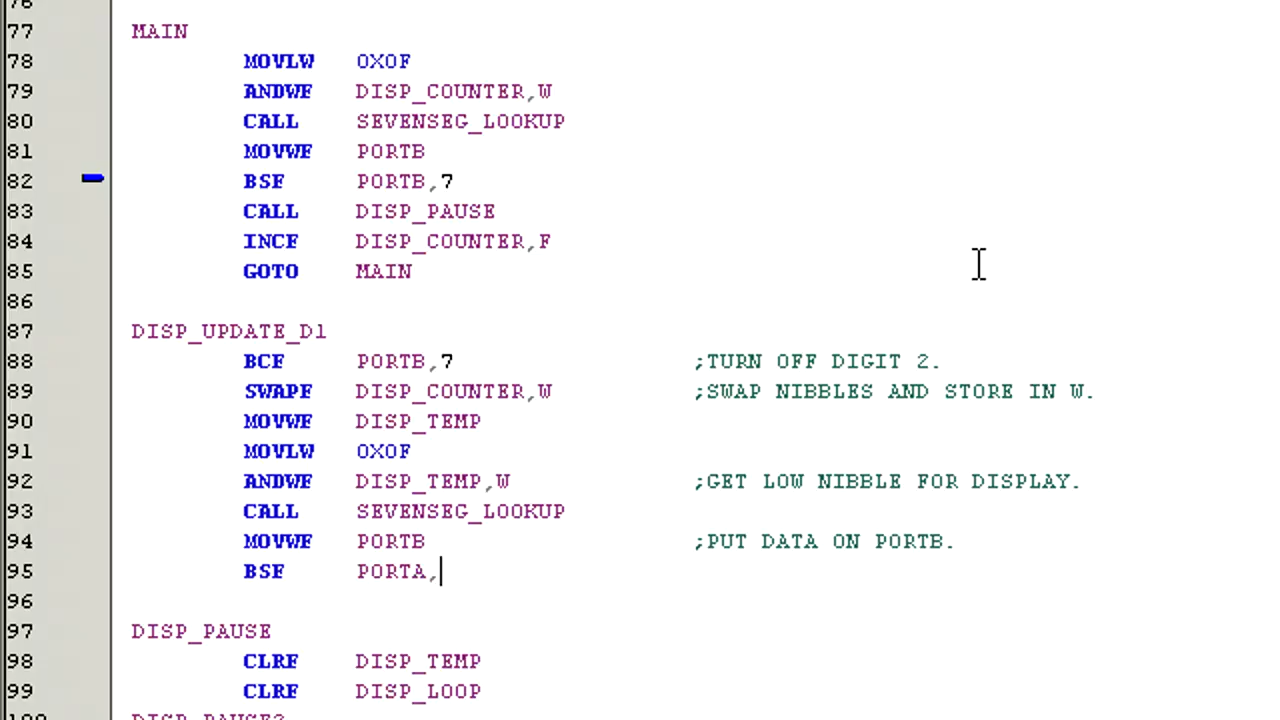 76
77 MAIN
78 MOVLW 0X0F
79 ANDWF DISP_COUNTER,W
80 CALL SEVENSEG_LOOKUP
81 MOVWF PORTB
82 BSF PORTB,7
83 CALL DISP_PAUSE
84 INCF DISP_COUNTER,F
85 GOTO MAIN
86
87 DISP_UPDATE_D1
88 BCF PORTB,7 ;TURN OFF DIGIT 2.
89 SWAPF DISP_COUNTER,W ;SWAP NIBBLES AND STORE IN W.
90 MOVWF DISP_TEMP
91 MOVLW 0X0F
92 ANDWF DISP_TEMP,W ;GET LOW NIBBLE FOR DISPLAY.
93 CALL SEVENSEG_LOOKUP
94 MOVWF PORTB ;PUT DATA ON PORTB.
95 BSF PORTA,
96
97 DISP_PAUSE
98 CLRF DISP_TEMP
99 CLRF DISP_LOOP
100 DISP_PAUSE2